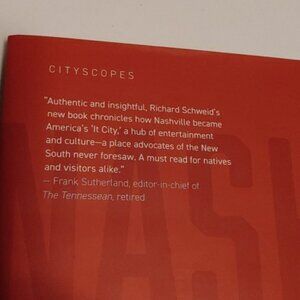 CITYSCOPES
"Authentic and insightful, Richard Schweid's
new book chronicles how Nashville became
America's 'It City,' a hub of entertainment
and culture—a place advocates of the New
South never foresaw. A must read for natives
and visitors alike."
— Frank Sutherland, editor-in-chief of
The Tennessean, retired
NASH